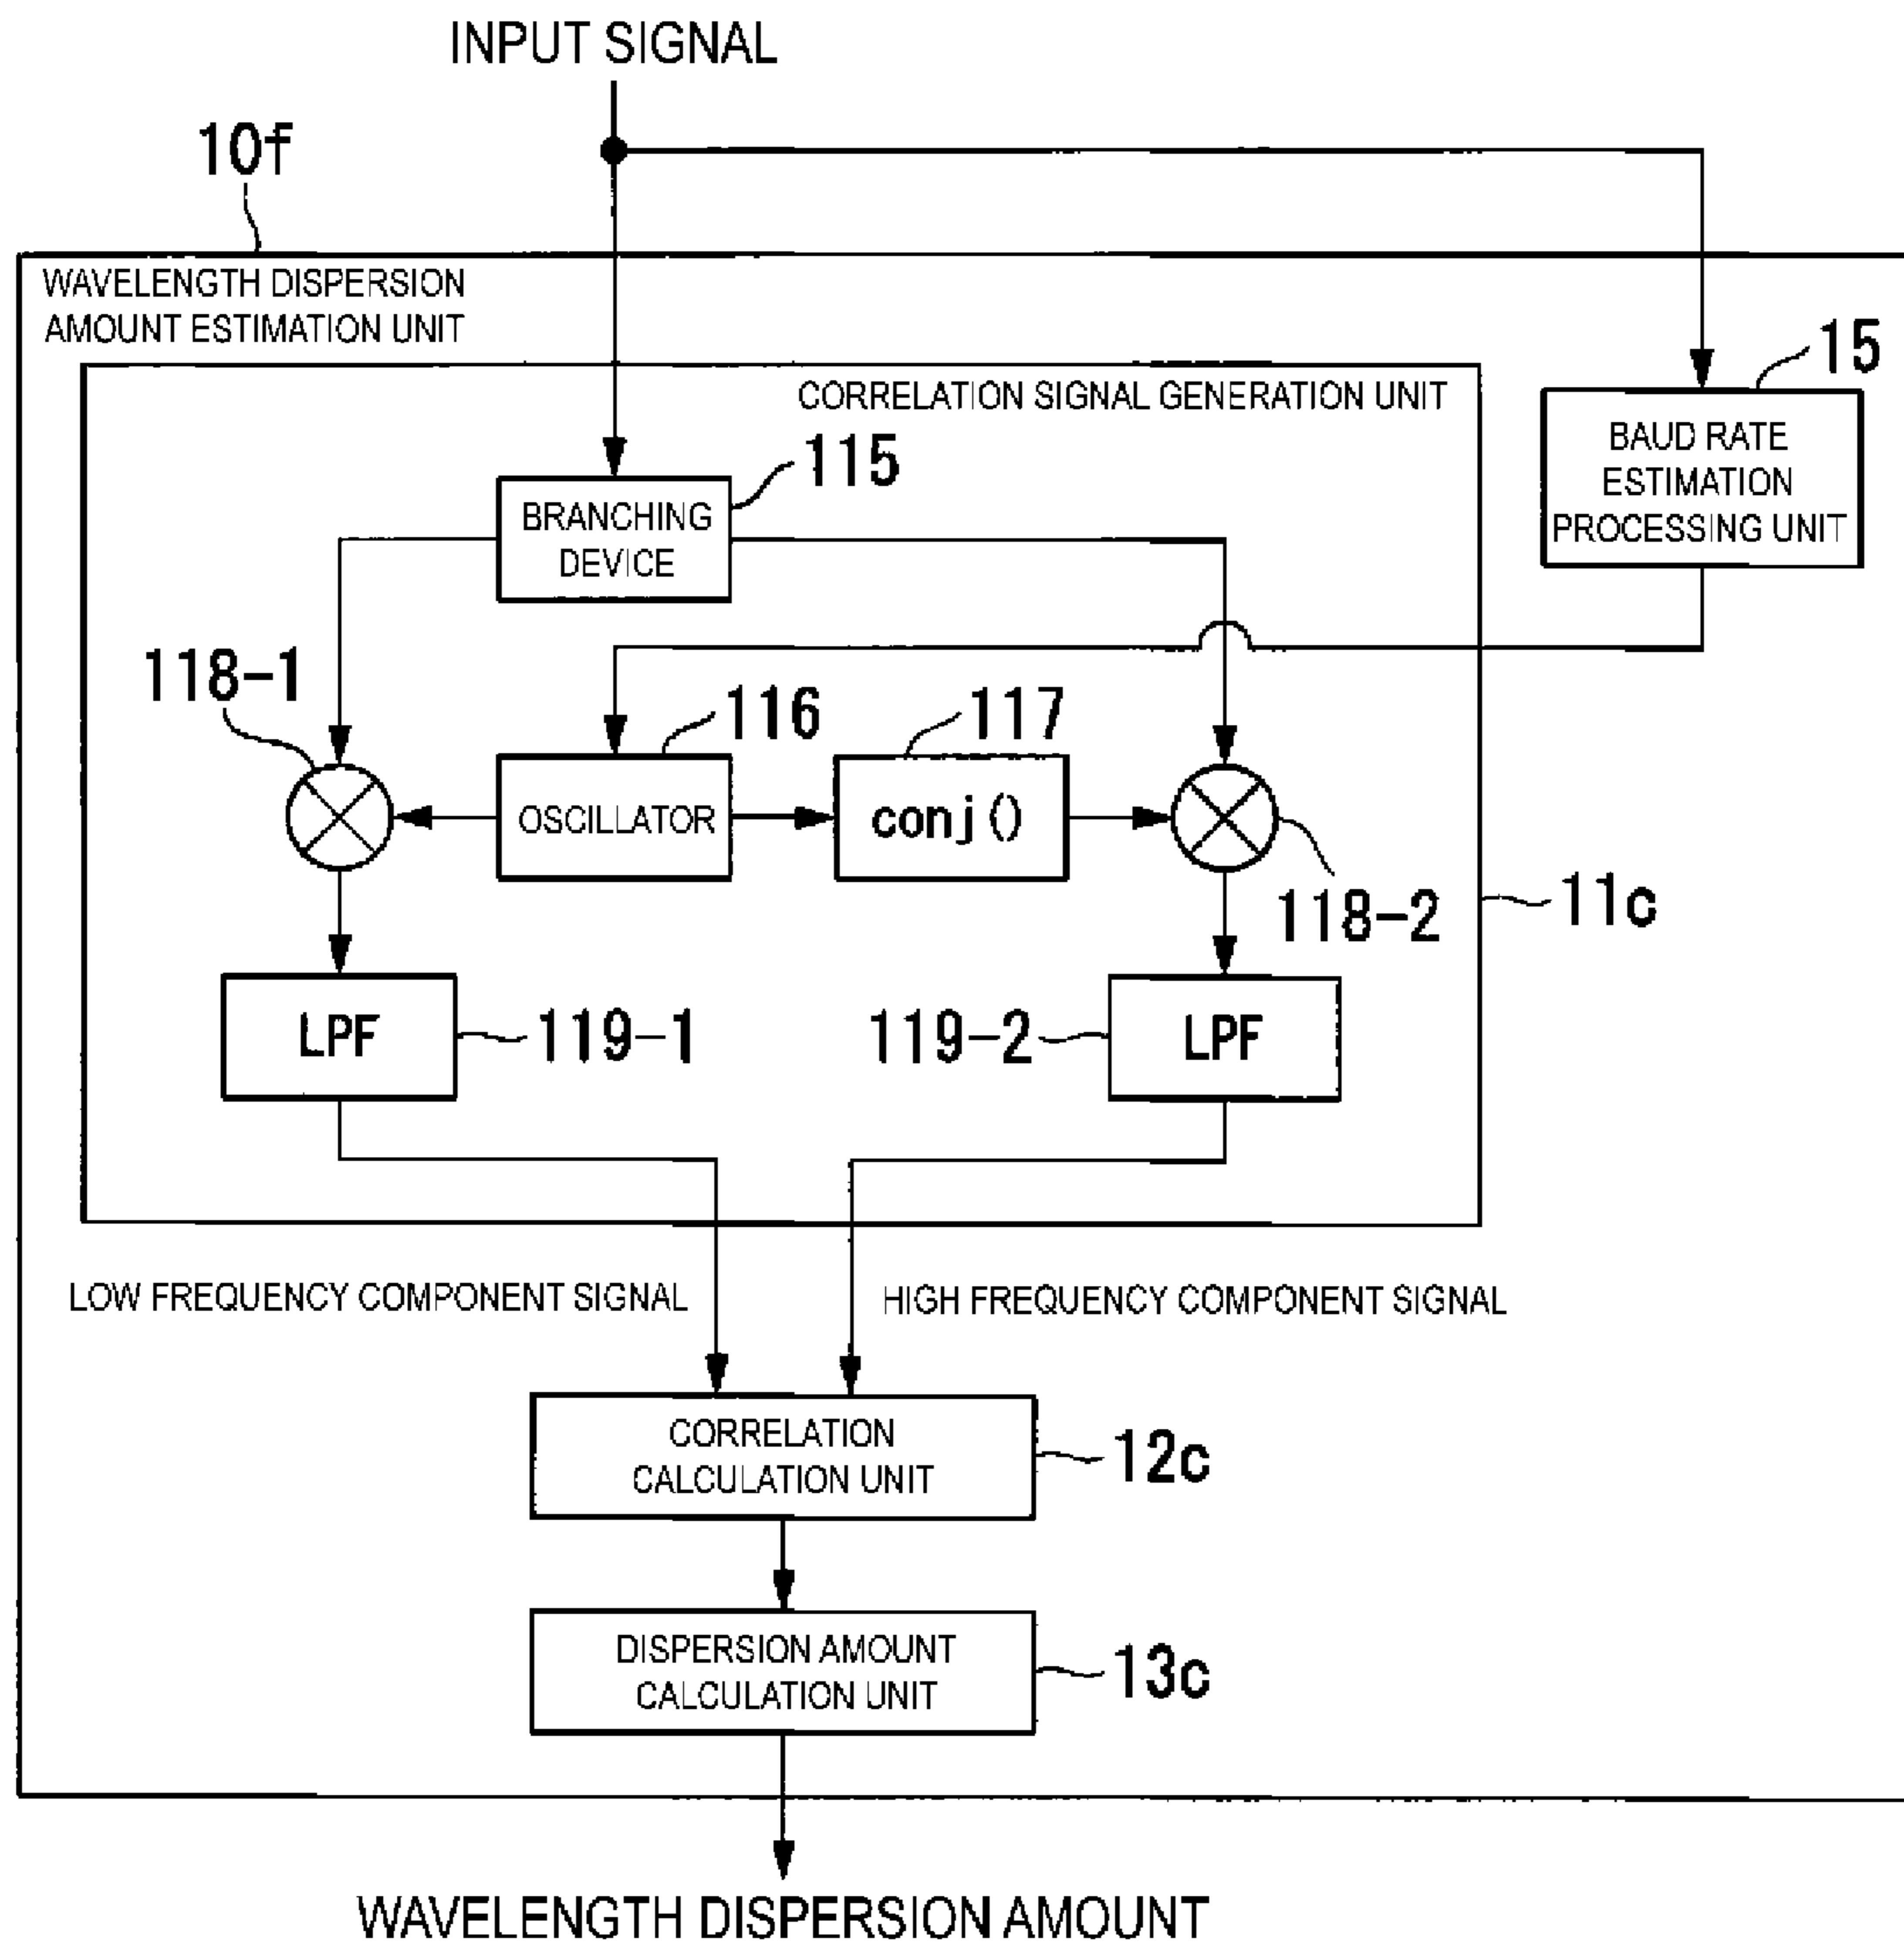 INPUT SIGNAL
10f
WAVELENGTH DISPERSION
AMOUNT ESTIMATION UNIT
15
CORRELATION SIGNAL GENERATION UNIT
BAUD RATE
ESTIMATION
PROCESSING UNIT
115
BRANCHING
DEVICE
118-1
116
117
OSCILLATOR
conj()
118-2
11c
LPF
119-1
119-2
LPF
LOW FREQUENCY COMPONENT SIGNAL
HIGH FREQUENCY COMPONENT SIGNAL
CORRELATION
CALCULATION UNIT
12c
DISPERSION AMOUNT
CALCULATION UNIT
13c
WAVELENGTH DISPERSION AMOUNT